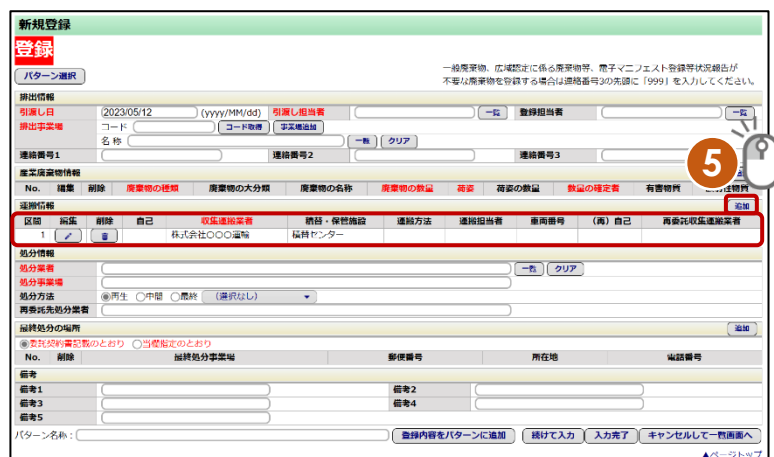 新規登録
登録
パターン選択
一般廃棄物、広域認定に係る廃棄物等、電子マニフェスト登録等状況報告が
不要な廃棄物を登録する場合は連絡番号3の先頭に「999」を入力してください。
排出情報
引渡し日 2023/05/12 (yyyy/MM/dd) 引渡し担当者 一覧 登録担当者 一覧
排出事業場 コード コード取得 事業場追加
名称 一覧 クリア
連絡番号1 連絡番号2 連絡番号3
5
産業廃棄物情報
No. 編集 削除 廃棄物の種類 廃棄物の大分類 廃棄物の名称 廃棄物の数量 荷姿 荷姿の数量 数量の確定者 有害物質
運搬情報 追加
区間 編集 削除 自己 収集運搬業者 積替・保管施設 運搬方法 運搬担当者 車両番号 (再)自己 再委託収集運搬業者
1 株式会社〇〇〇運輸 積替センター
処分情報
処分業者 一覧 クリア
処分事業場
処分方法 再生 中間 最終 (選択なし)
再委託先処分業者
最終処分の場所 追加
委託契約書記載のとおり 当欄指定のとおり
No. 削除 最終処分事業場 郵便番号 所在地 電話番号
備考
備考1 備考2
備考3 備考4
備考5
パターン名称: 登録内容をパターンに追加 続けて入力 入力完了 キャンセルして一覧画面へ
▲ページトップ